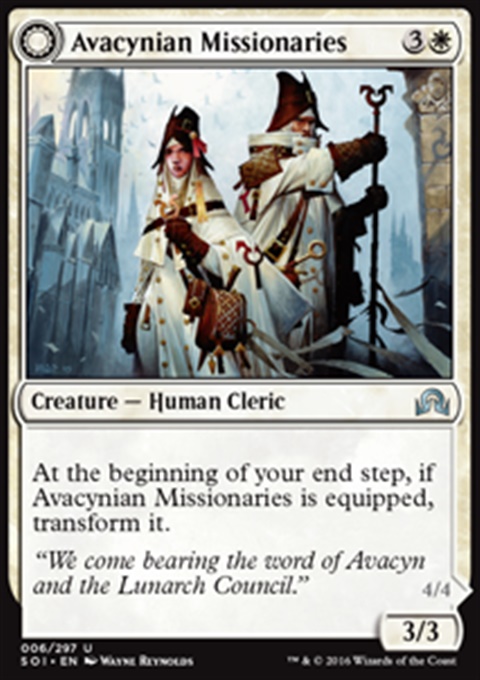 Avacynian Missionaries 3
Creature — Human Cleric
At the beginning of your end step, if
Avacynian Missionaries is equipped,
transform it.
“We come bearing the word of Avacyn
and the Lunarch Council.”
4/4
3/3
006/297 U
SOI • EN Wayne Reynolds
™ & © 2016 Wizards of the Coast